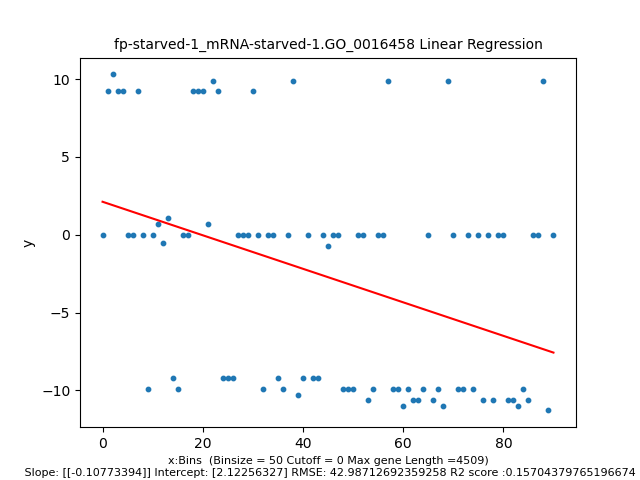 fp-starved-1_mRNA-starved-1.GO_0016458 Linear Regression
10
5
0
−5
−10
y
0 20 40 60 80
x:Bins  (Binsize = 50 Cutoff = 0 Max gene Length =4509)
Slope: [[-0.10773394]] Intercept: [2.12256327] RMSE: 42.98712692359258 R2 score :0.15704379765196674